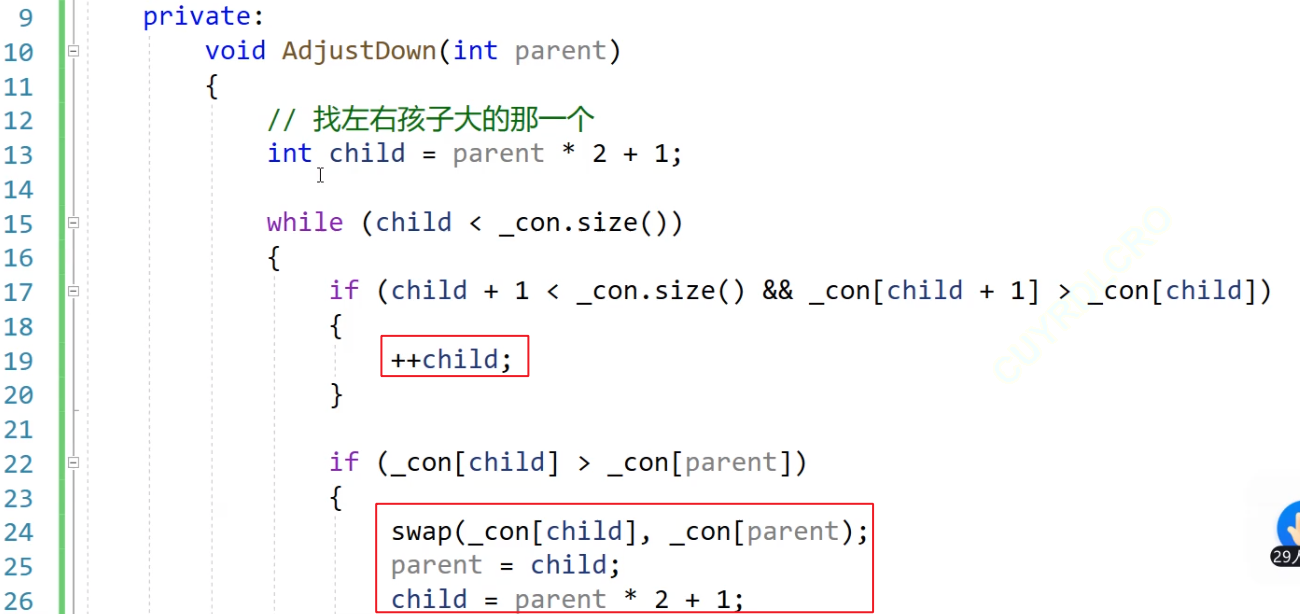 9 private:
10 void AdjustDown(int parent)
11 {
12 // 找左右孩子大的那一个
13 int child = parent * 2 + 1;
14
15 while (child < _con.size())
16 {
17 if (child + 1 < _con.size() && _con[child + 1] > _con[child])
18 {
19 ++child;
20 }
21
22 if (_con[child] > _con[parent])
23 {
24 swap(_con[child], _con[parent);
25 parent = child;
26 child = parent * 2 + 1;
29人